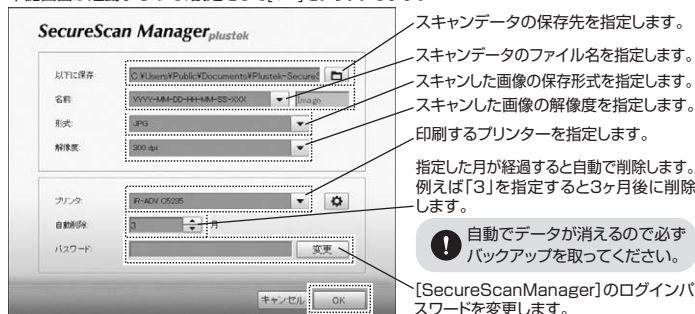 SecureScan Manager plustek
以下に保存:
C:¥Users¥Public¥Documents¥Plustek-Secure
名前:
YYYY-MM-DD-HH-MM-SS-XXX
Image
形式:
JPG
解像度:
300 dpi
プリンタ:
iR-ADV C5235
自動削除:
3
月
パスワード:
変更
キャンセル
OK
スキャンデータの保存先を指定します。
スキャンデータのファイル名を指定します。
スキャンした画像の保存形式を指定します。
スキャンした画像の解像度を指定します。
印刷するプリンターを指定します。
指定した月が経過すると自動で削除します。
例えば「3」を指定すると3ヶ月後に削除
します。
自動でデータが消えるので必ず
バックアップを取ってください。
[SecureScanManager]のログインパ
スワードを変更します。